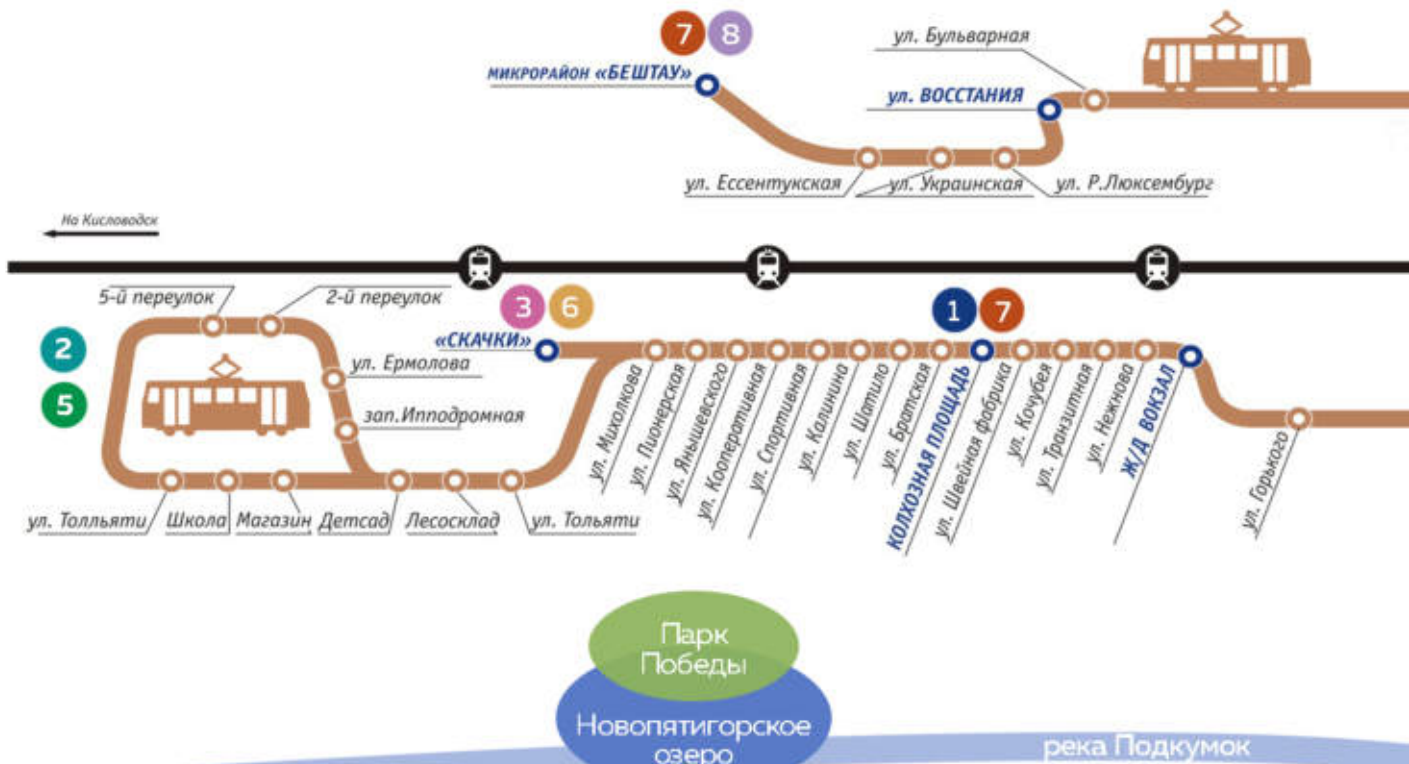 7
8
ул. Бульварная
МИКРОРАЙОН «БЕШТАУ»
ул. ВОССТАНИЯ
ул. Ессентукская
ул. Украинская
ул. Р.Люксембург
На Кисловодск
5-й переулок
2-й переулок
3
6
1
7
2
5
«СКАЧКИ»
ул. Ермолова
зап.Ипподромная
ул. Толльяти
Школа
Магазин
Детсад
Лесосклад
ул. Тольяти
ул. Михолкова
ул. Пионерская
ул. Янышевского
ул. Кооперативная
ул. Спортивная
ул. Калинина
ул. Шатило
ул. Братская
КОЛХОЗНАЯ ПЛОЩАДЬ
ул. Швейная фабрика
ул. Кочубея
ул. Транзитная
ул. Нежнова
Ж/Д ВОКЗАЛ
ул. Горького
Парк
Победы
Новопятигорское
озеро
река Подкумок